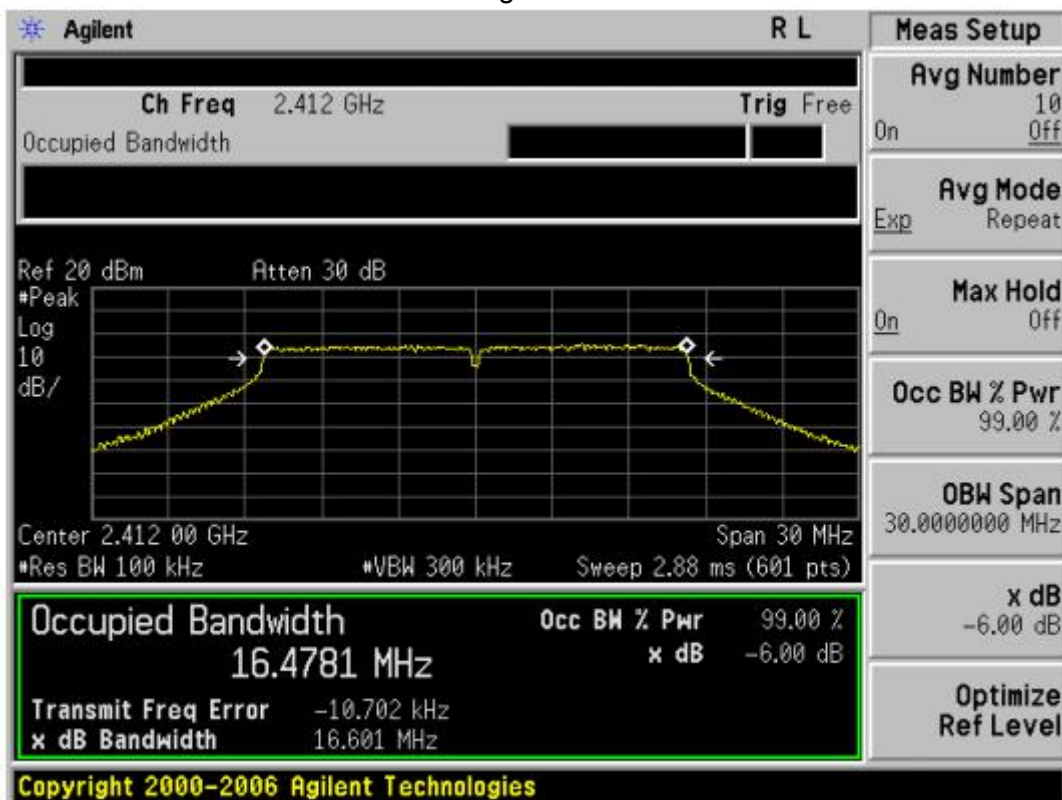 Agilent R L
Ch Freq 2.412 GHz Trig Free
Occupied Bandwidth
Ref 20 dBm Atten 30 dB
#Peak
Log
10
dB/
Center 2.412 00 GHz Span 30 MHz
#Res BW 100 kHz #VBW 300 kHz Sweep 2.88 ms (601 pts)
Occupied Bandwidth Occ BW % Pwr 99.00 %
16.4781 MHz x dB -6.00 dB
Transmit Freq Error -10.702 kHz
x dB Bandwidth 16.601 MHz
Copyright 2000-2006 Agilent Technologies
Meas Setup
Avg Number
10
On Off
Avg Mode
Exp Repeat
Max Hold
On Off
Occ BW % Pwr
99.00 %
OBW Span
30.0000000 MHz
x dB
-6.00 dB
Optimize
Ref Level